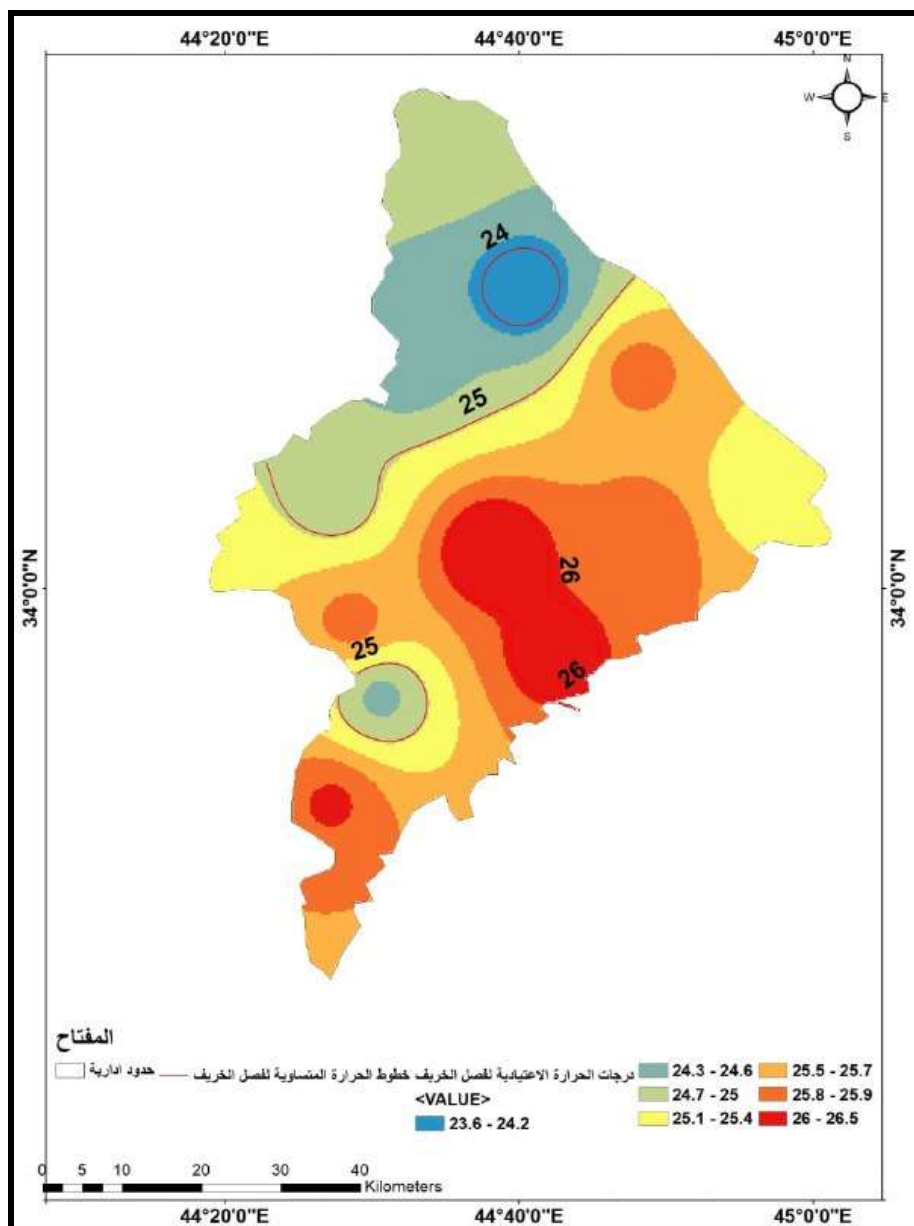 44°20'0"E 44°40'0"E 45°0'0"E
N
W E
S
24
25
34°0'0"N 26 34°0'0"N
25
26
المفتاح
حدود ادارية درجات الحرارة الاعتيادية لفصل الخريف خطوط الحرارة المتساوية لفصل الخريف
<VALUE>
23.6 - 24.2
24.3 - 24.6 25.5 - 25.7
24.7 - 25 25.8 - 25.9
25.1 - 25.4 26 - 26.5
0 5 10 20 30 40
Kilometers
44°20'0"E 44°40'0"E 45°0'0"E